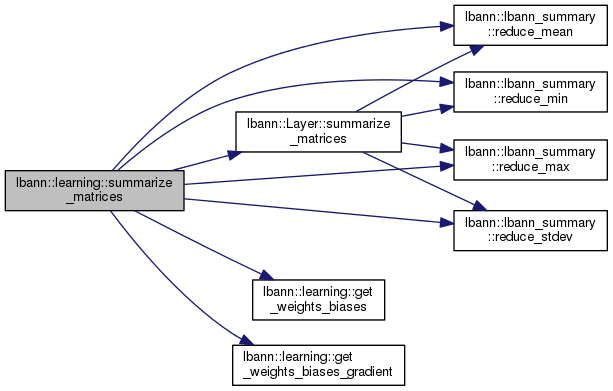 lbann::learning::summarize
_matrices
lbann::Layer::summarize
_matrices
lbann::lbann_summary
::reduce_mean
lbann::lbann_summary
::reduce_min
lbann::lbann_summary
::reduce_max
lbann::lbann_summary
::reduce_stdev
lbann::learning::get
_weights_biases
lbann::learning::get
_weights_biases_gradient